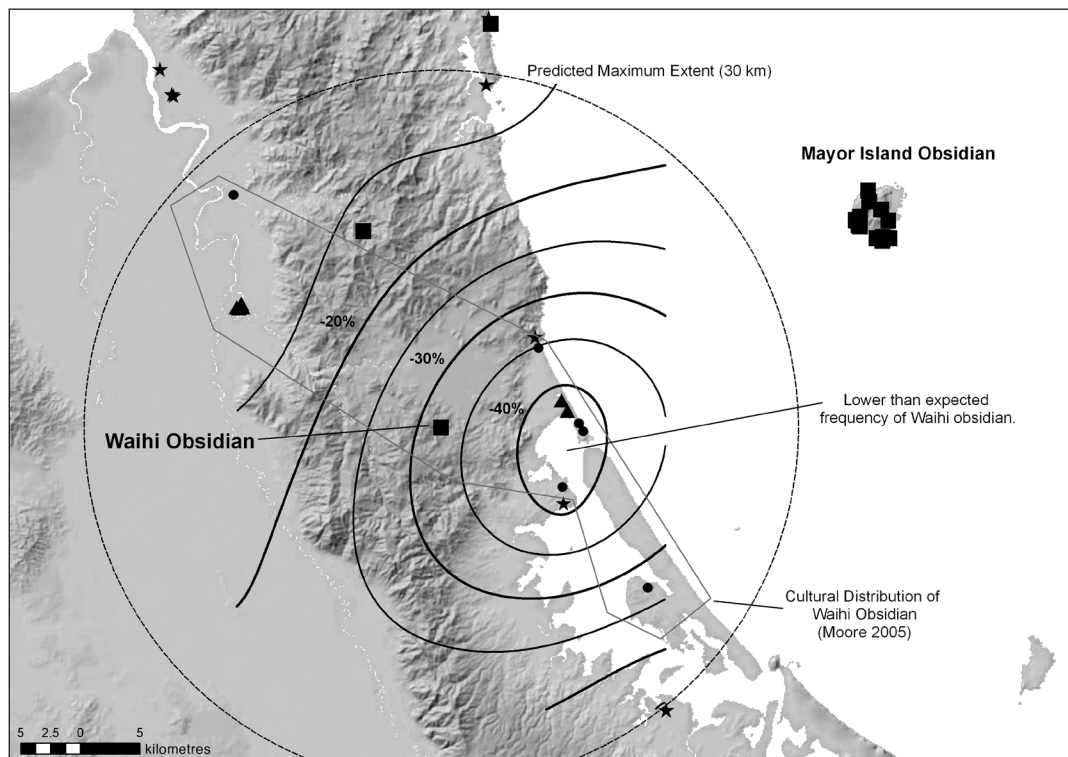 Predicted Maximum Extent (30 km)
Mayor Island Obsidian
-20%
-30%
-40%
Waihi Obsidian
Lower than expected
frequency of Waihi obsidian.
Cultural Distribution of
Waihi Obsidian
(Moore 2005)
5 2.5 0 5
kilometres